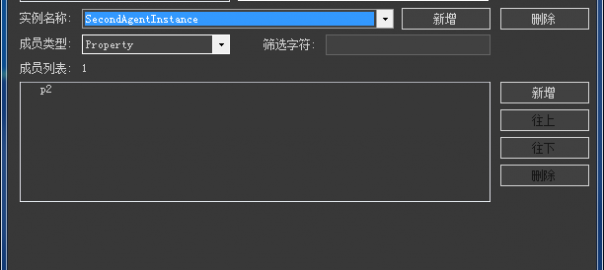 实例名称: SecondAgentInstance 新增 删除
成员类型: Property 筛选字符:
成员列表: 1
p2
新增
往上
往下
删除